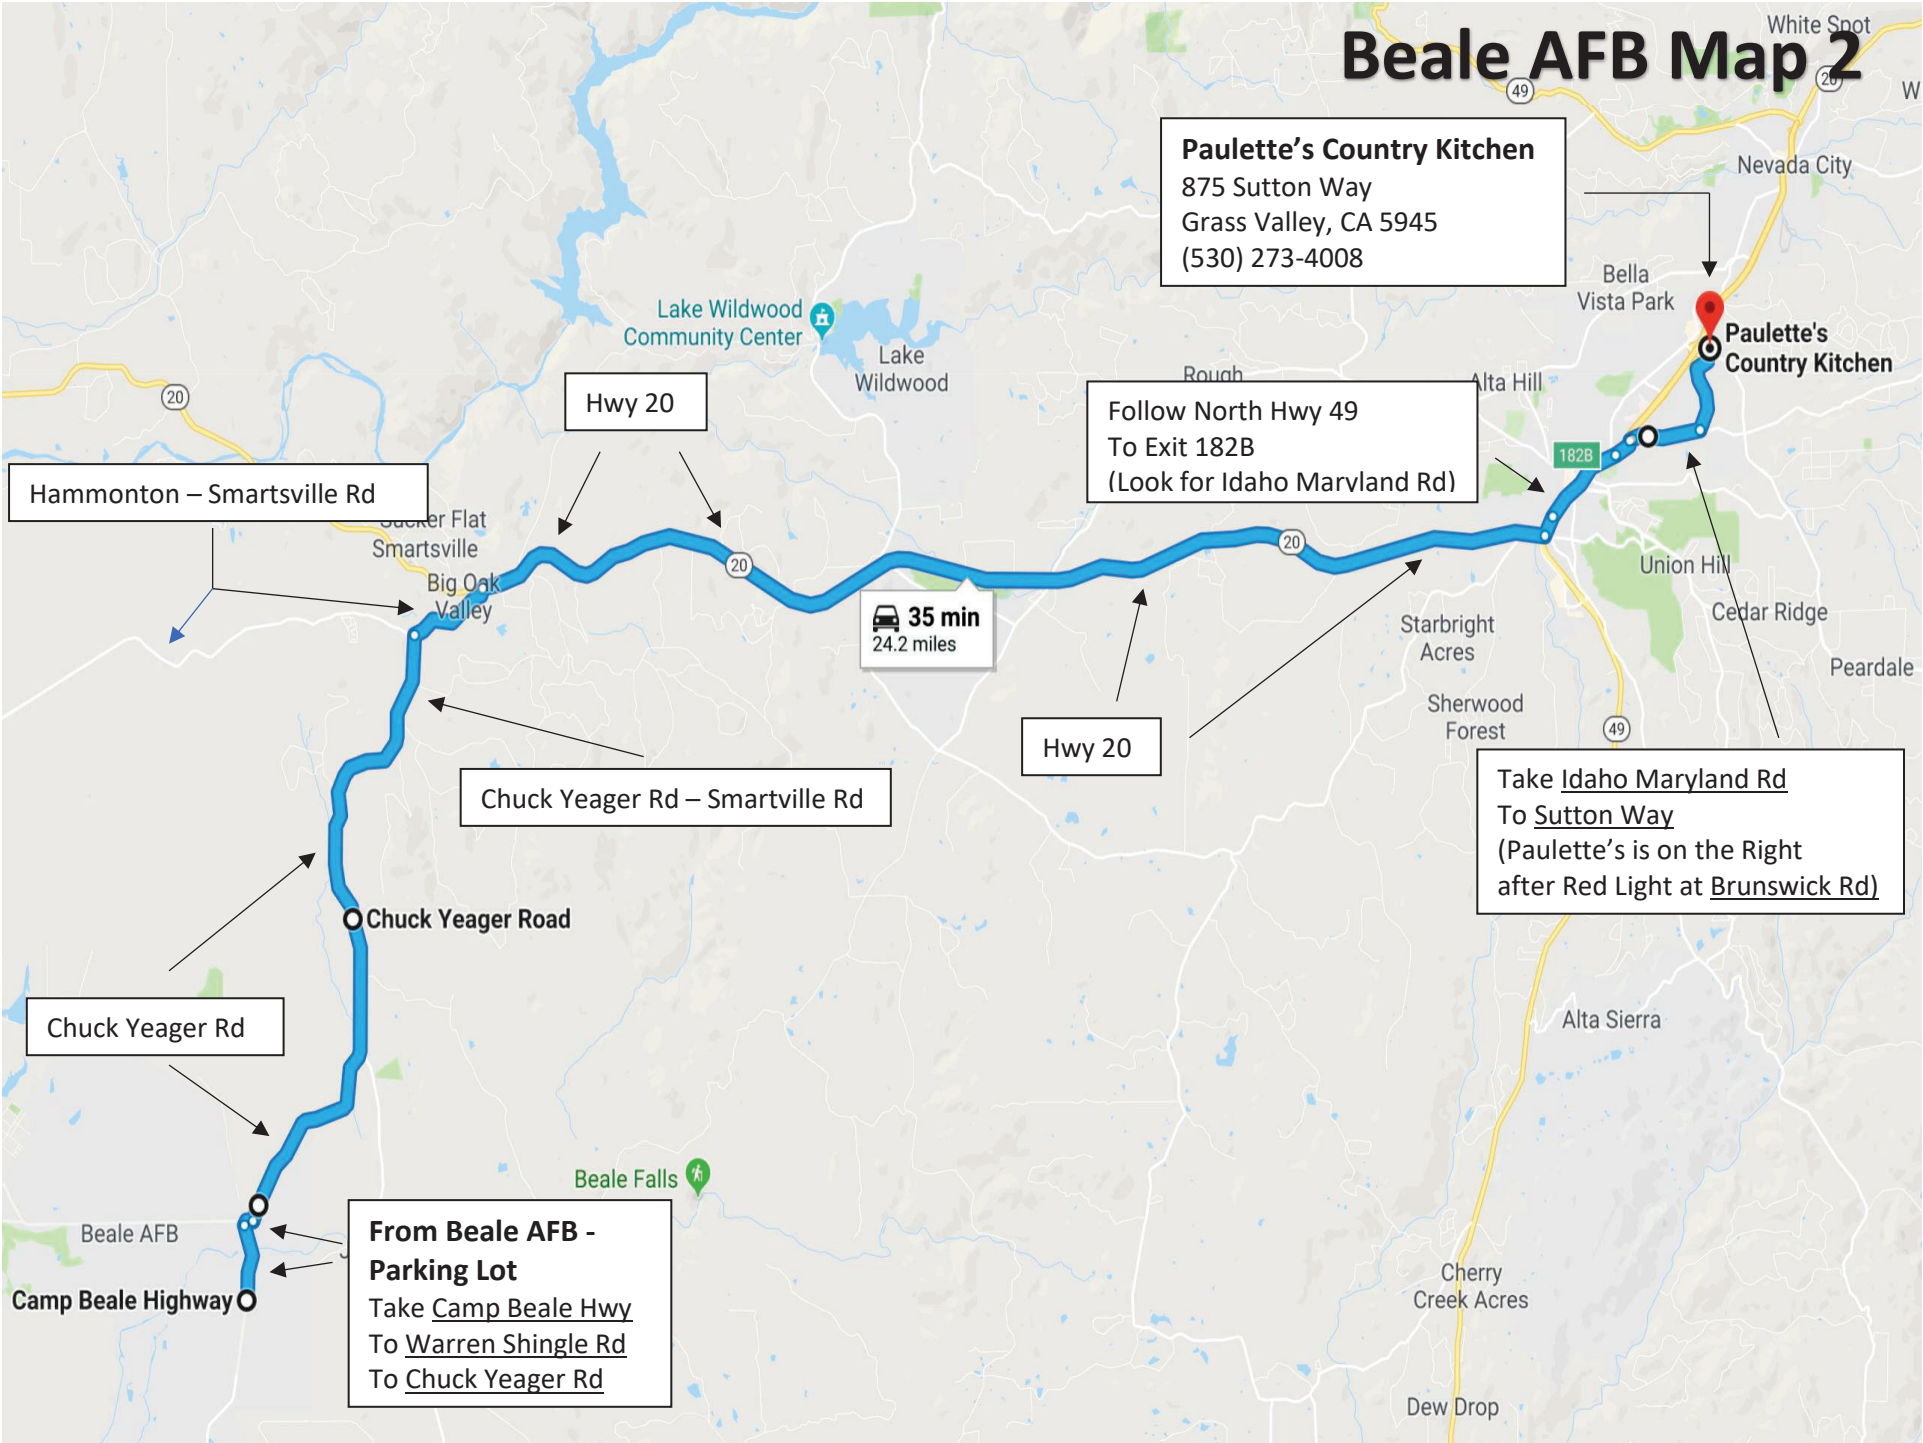 Beale AFB Map 2
White Spot
20
W
49
Nevada City
Paulette’s Country Kitchen
875 Sutton Way
Grass Valley, CA 5945
(530) 273-4008
Bella
Vista Park
Paulette's
Country Kitchen
Lake Wildwood
Community Center
Lake
Wildwood
Rough
Alta Hill
20
Hwy 20
Follow North Hwy 49
To Exit 182B
(Look for Idaho Maryland Rd)
182B
Hammonton – Smartsville Rd
Sucker Flat
Smartsville
Big Oak
Valley
20
20
Union Hill
Cedar Ridge
35 min
24.2 miles
Starbright
Acres
Peardale
Sherwood
Forest
49
Hwy 20
Chuck Yeager Rd – Smartville Rd
Take Idaho Maryland Rd
To Sutton Way
(Paulette’s is on the Right
after Red Light at Brunswick Rd)
Chuck Yeager Road
Chuck Yeager Rd
Alta Sierra
Beale Falls
Beale AFB
From Beale AFB -
Parking Lot
Take Camp Beale Hwy
To Warren Shingle Rd
To Chuck Yeager Rd
Camp Beale Highway
Cherry
Creek Acres
Dew Drop